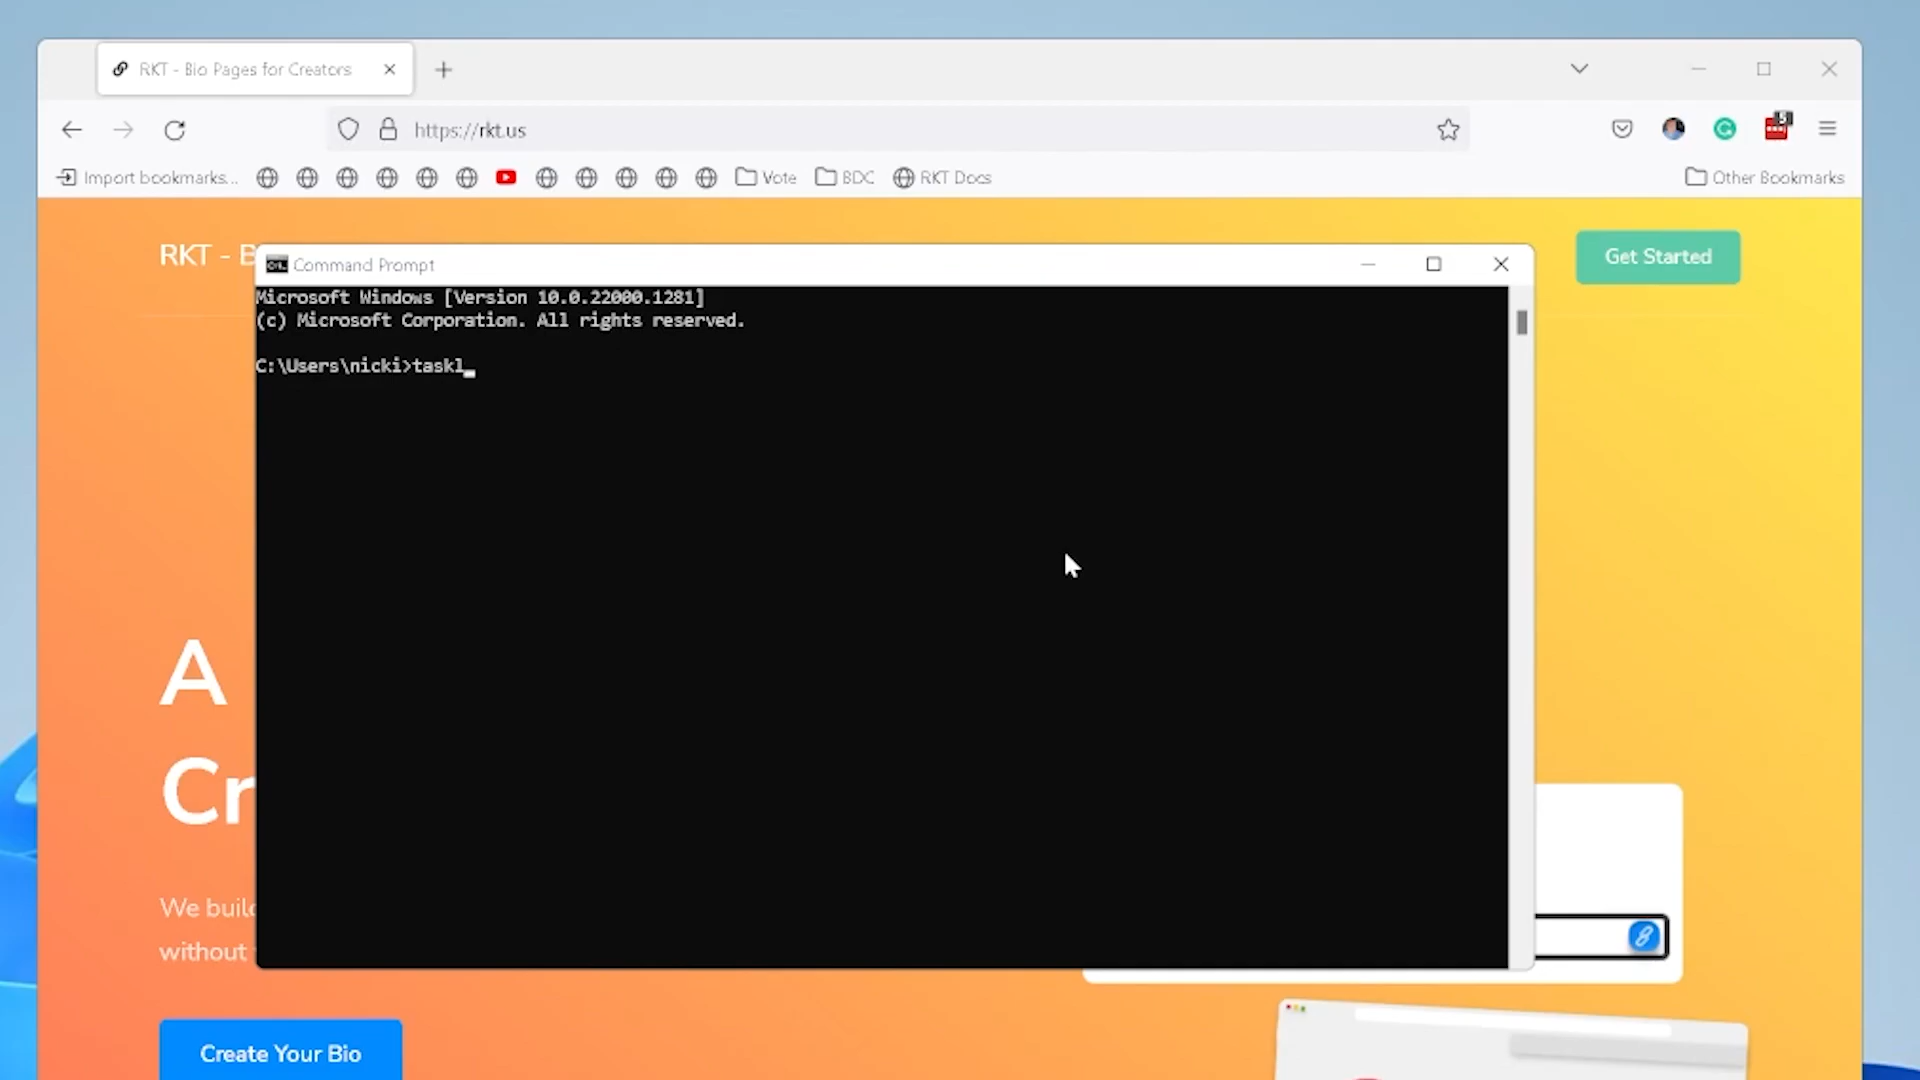 RKT - Bio Pages for Creators
https://rkt.us
Import bookmarks...
Vote
BDC
RKT Docs
Other Bookmarks
RKT - B
Get Started
Command Prompt
Microsoft Windows [Version 10.0.22000.1281]
(c) Microsoft Corporation. All rights reserved.
C:\Users\nicki>taskl_
A
Cr
We build
without
Create Your Bio